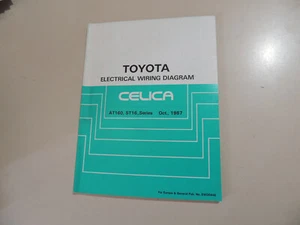 TOYOTA
ELECTRICAL WIRING DIAGRAM
CELICA
AT160, ST16_Series Oct., 1987